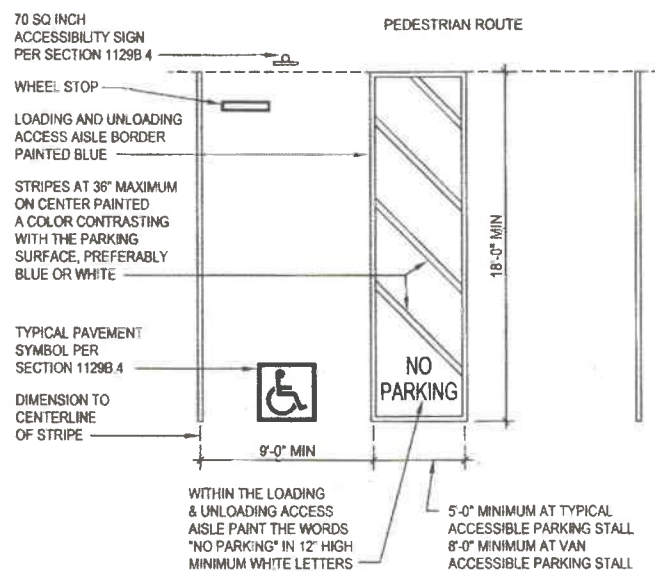 70 SQ INCH
ACCESSIBILITY SIGN
PER SECTION 1129B.4
PEDESTRIAN ROUTE
WHEEL STOP
LOADING AND UNLOADING
ACCESS AISLE BORDER
PAINTED BLUE
STRIPES AT 36" MAXIMUM
ON CENTER PAINTED
A COLOR CONTRASTING
WITH THE PARKING
SURFACE, PREFERABLY
BLUE OR WHITE
18'-0" MIN
TYPICAL PAVEMENT
SYMBOL PER
SECTION 1129B.4
NO
PARKING
DIMENSION TO
CENTERLINE
OF STRIPE
9'-0" MIN
WITHIN THE LOADING
& UNLOADING ACCESS
AISLE PAINT THE WORDS
"NO PARKING" IN 12" HIGH
MINIMUM WHITE LETTERS
5'-0" MINIMUM AT TYPICAL
ACCESSIBLE PARKING STALL
8'-0" MINIMUM AT VAN
ACCESSIBLE PARKING STALL